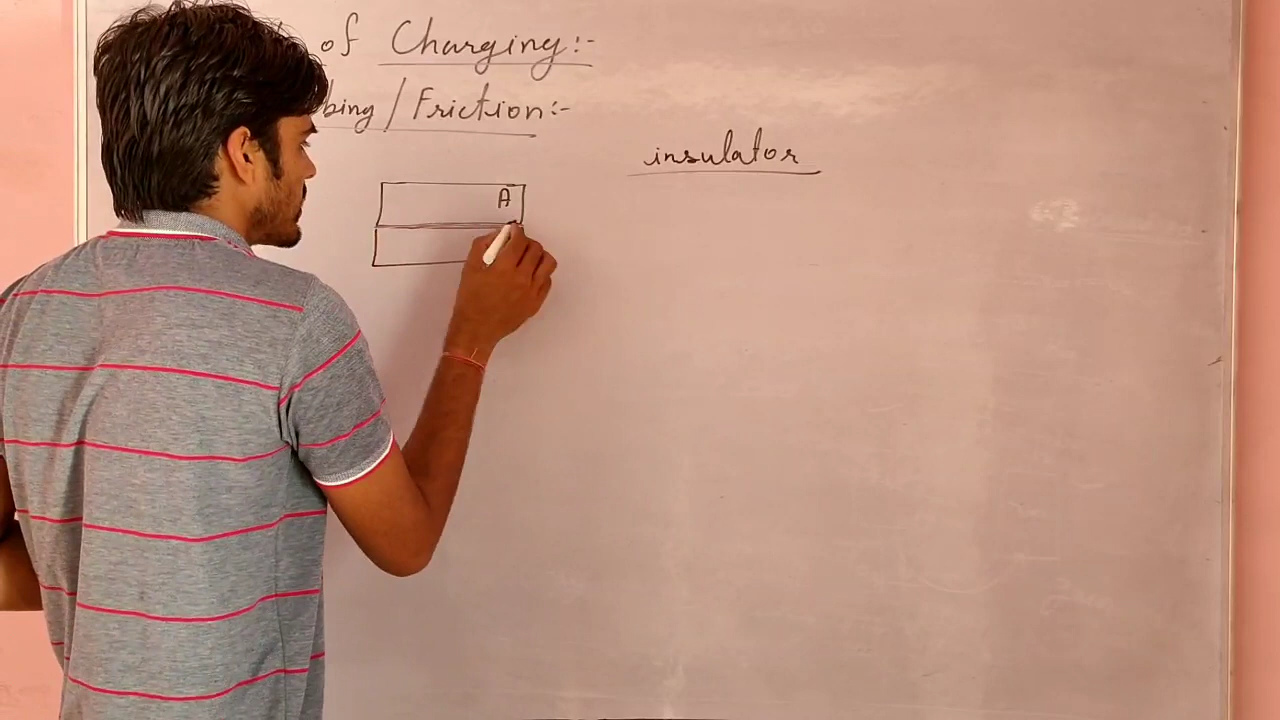 of Charging:-
bing / Friction:-
insulator
A